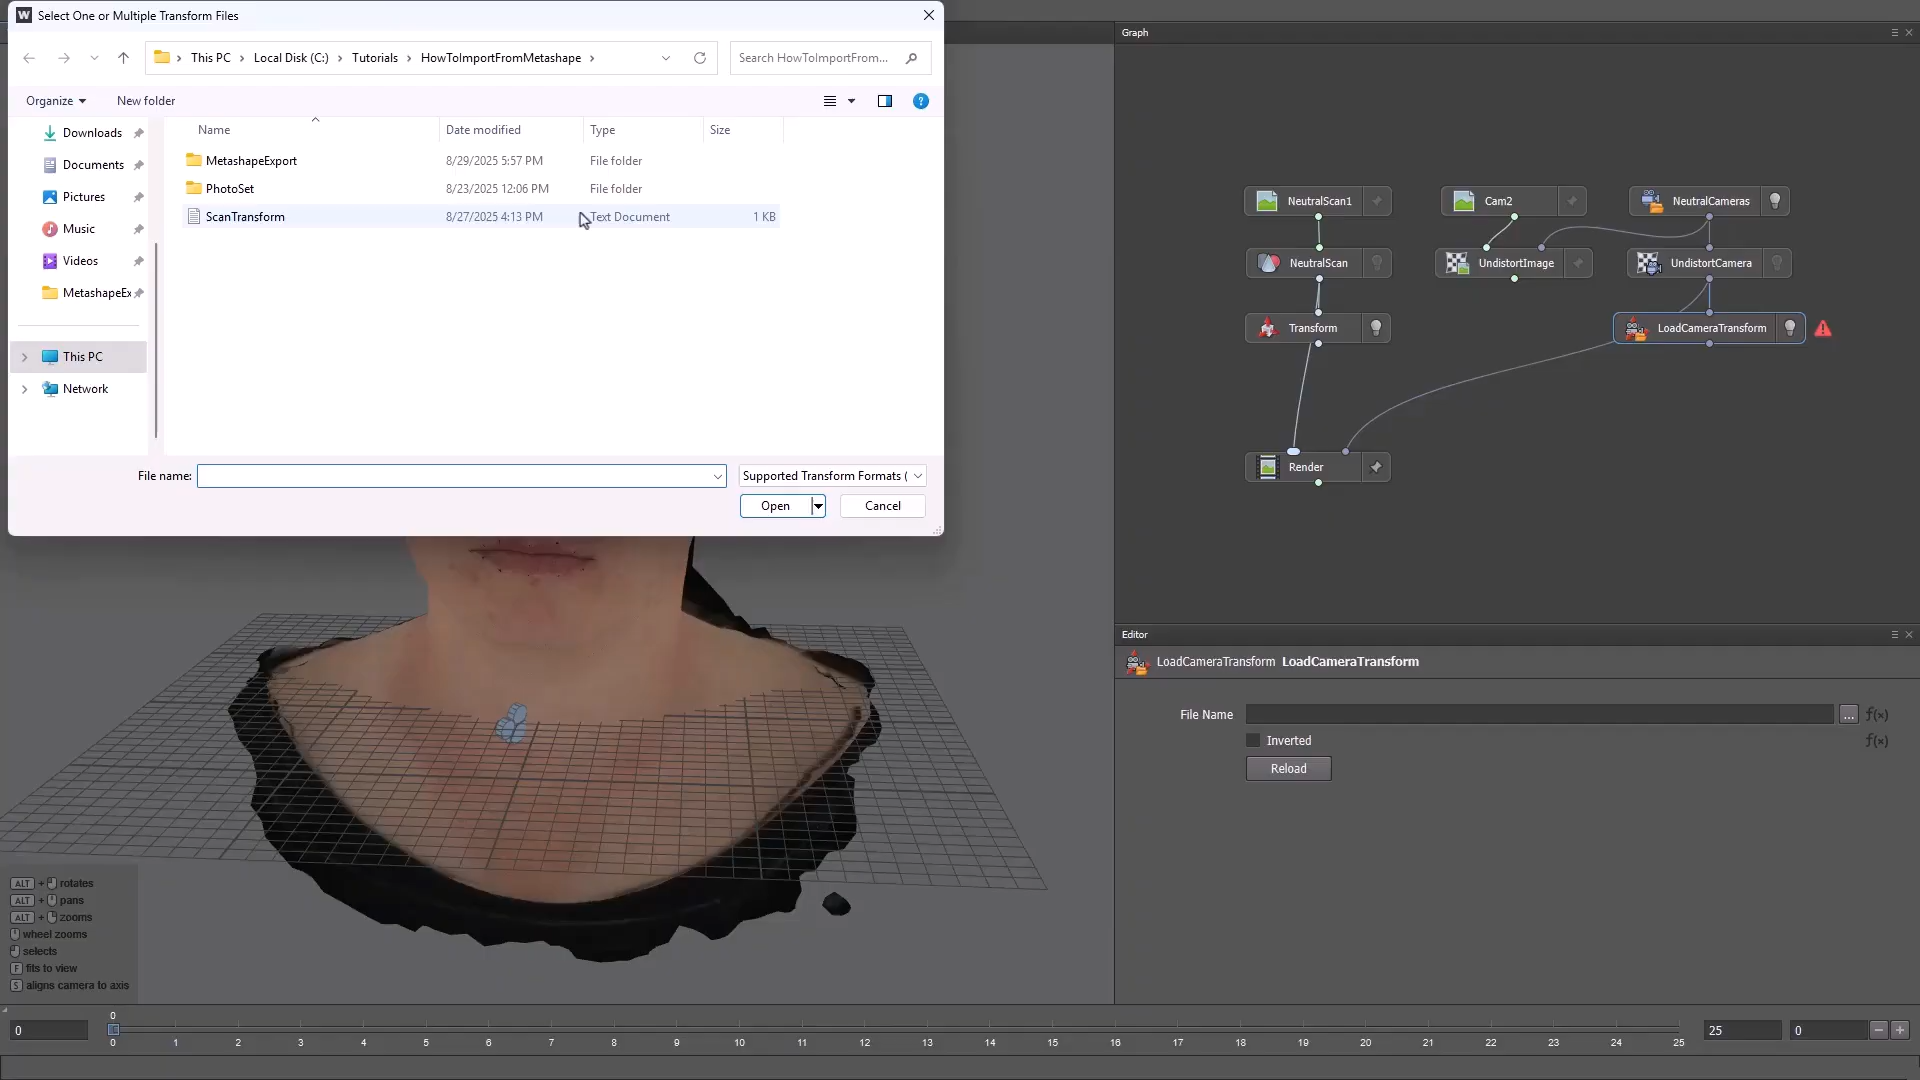 Select One or Multiple Transform Files
This PC
Local Disk (C:)
Tutorials
HowToImportFromMetashape
Search HowToImportFrom...
Organize
New folder
Name
Date modified
Type
Size
MetashapeExport
8/29/2025 5:57 PM
File folder
PhotoSet
8/23/2025 12:06 PM
File folder
ScanTransform
8/27/2025 4:13 PM
Text Document
1 KB
Downloads
Documents
Pictures
Music
Videos
MetashapeEx
This PC
Network
File name:
Supported Transform Formats (
Open
Cancel
Graph
NeutralScan1
Cam2
NeutralCameras
NeutralScan
UndistortImage
UndistortCamera
Transform
LoadCameraTransform
Render
Editor
LoadCameraTransform LoadCameraTransform
File Name
...
f(×)
Inverted
f(×)
Reload
ALT + rotates
ALT + pans
ALT + zooms
wheel zooms
selects
F fits to view
S aligns camera to axis
0
0
25
0
0 1 2 3 4 5 6 7 8 9 10 11 12 13 14 15 16 17 18 19 20 21 22 23 24 25